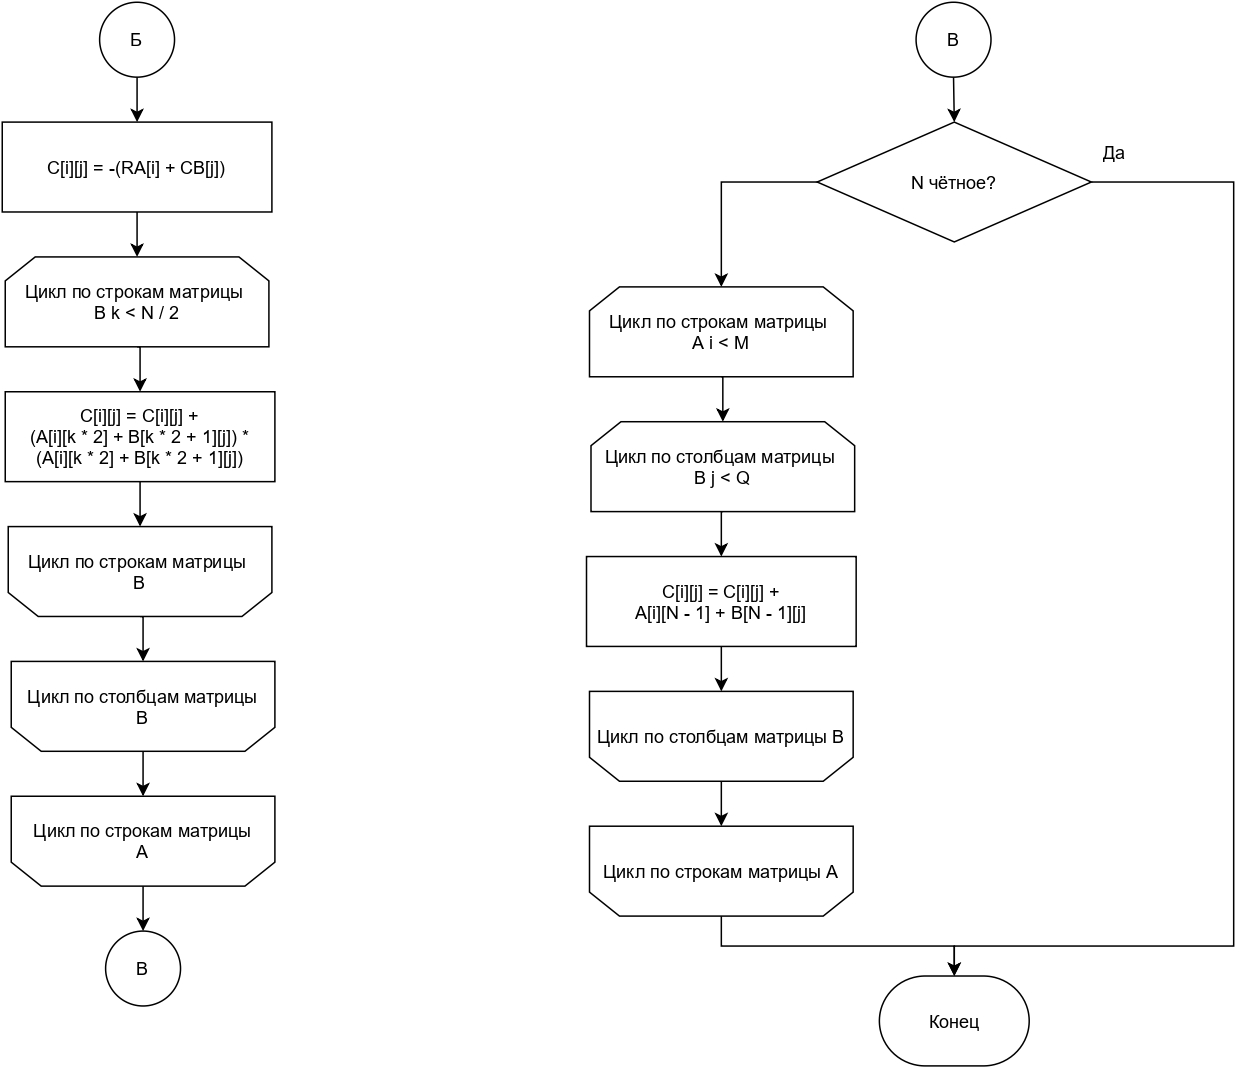 Б
C[i][j] = -(RA[i] + CB[j])
Цикл по строкам матрицы
B k < N / 2
C[i][j] = C[i][j] +
(A[i][k * 2] + B[k * 2 + 1][j]) *
(A[i][k * 2] + B[k * 2 + 1][j])
Цикл по строкам матрицы
B
Цикл по столбцам матрицы
B
Цикл по строкам матрицы
A
В
В
N чётное?
Да
Цикл по строкам матрицы
A i < M
Цикл по столбцам матрицы
B j < Q
C[i][j] = C[i][j] +
A[i][N - 1] + B[N - 1][j]
Цикл по столбцам матрицы B
Цикл по строкам матрицы A
Конец